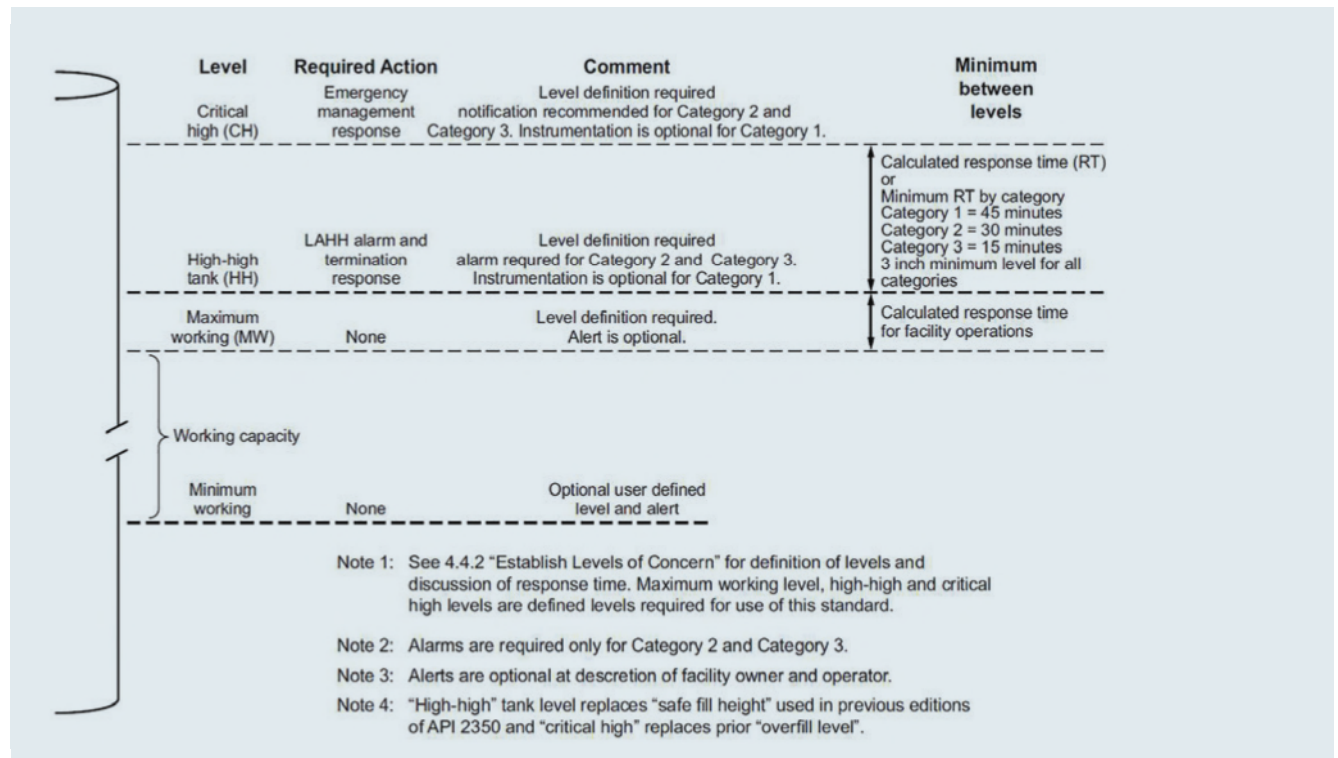 Level Required Action Comment Minimum
between
levels
Critical
high (CH)
Emergency
management
response
Level definition required
notification recommended for Category 2 and
Category 3. Instrumentation is optional for Category 1.
Calculated response time (RT)
or
Minimum RT by category
Category 1 = 45 minutes
Category 2 = 30 minutes
Category 3 = 15 minutes
3 inch minimum level for all
categories
High-high
tank (HH)
LAHH alarm and
termination
response
Level definition required
alarm requred for Category 2 and Category 3.
Instrumentation is optional for Category 1.
Maximum
working (MW)
None
Level definition required.
Alert is optional.
Calculated response time
for facility operations
Working capacity
Minimum
working
None
Optional user defined
level and alert
Note 1: See 4.4.2 “Establish Levels of Concern” for definition of levels and
discussion of response time. Maximum working level, high-high and critical
high levels are defined levels required for use of this standard.
Note 2: Alarms are required only for Category 2 and Category 3.
Note 3: Alerts are optional at descretion of facility owner and operator.
Note 4: “High-high” tank level replaces “safe fill height” used in previous editions
of API 2350 and “critical high” replaces prior “overfill level”.